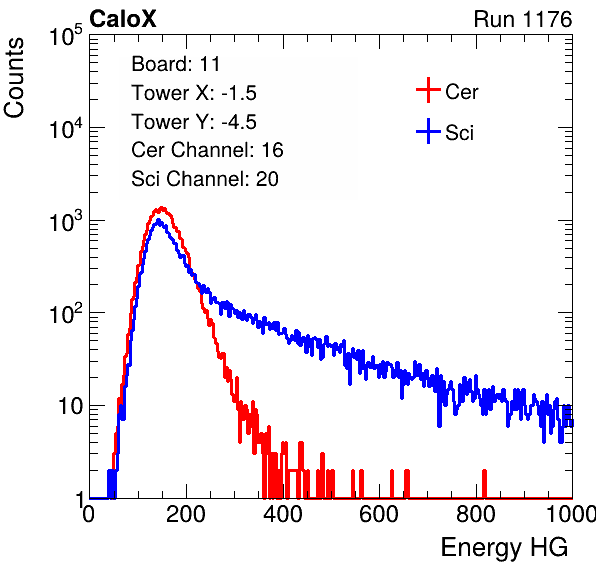 CaloX Run 1176
Counts
10^5
10^4
10^3
10^2
10
1
Board: 11
Tower X: -1.5
Tower Y: -4.5
Cer Channel: 16
Sci Channel: 20
Cer
Sci
0 200 400 600 800 1000
Energy HG